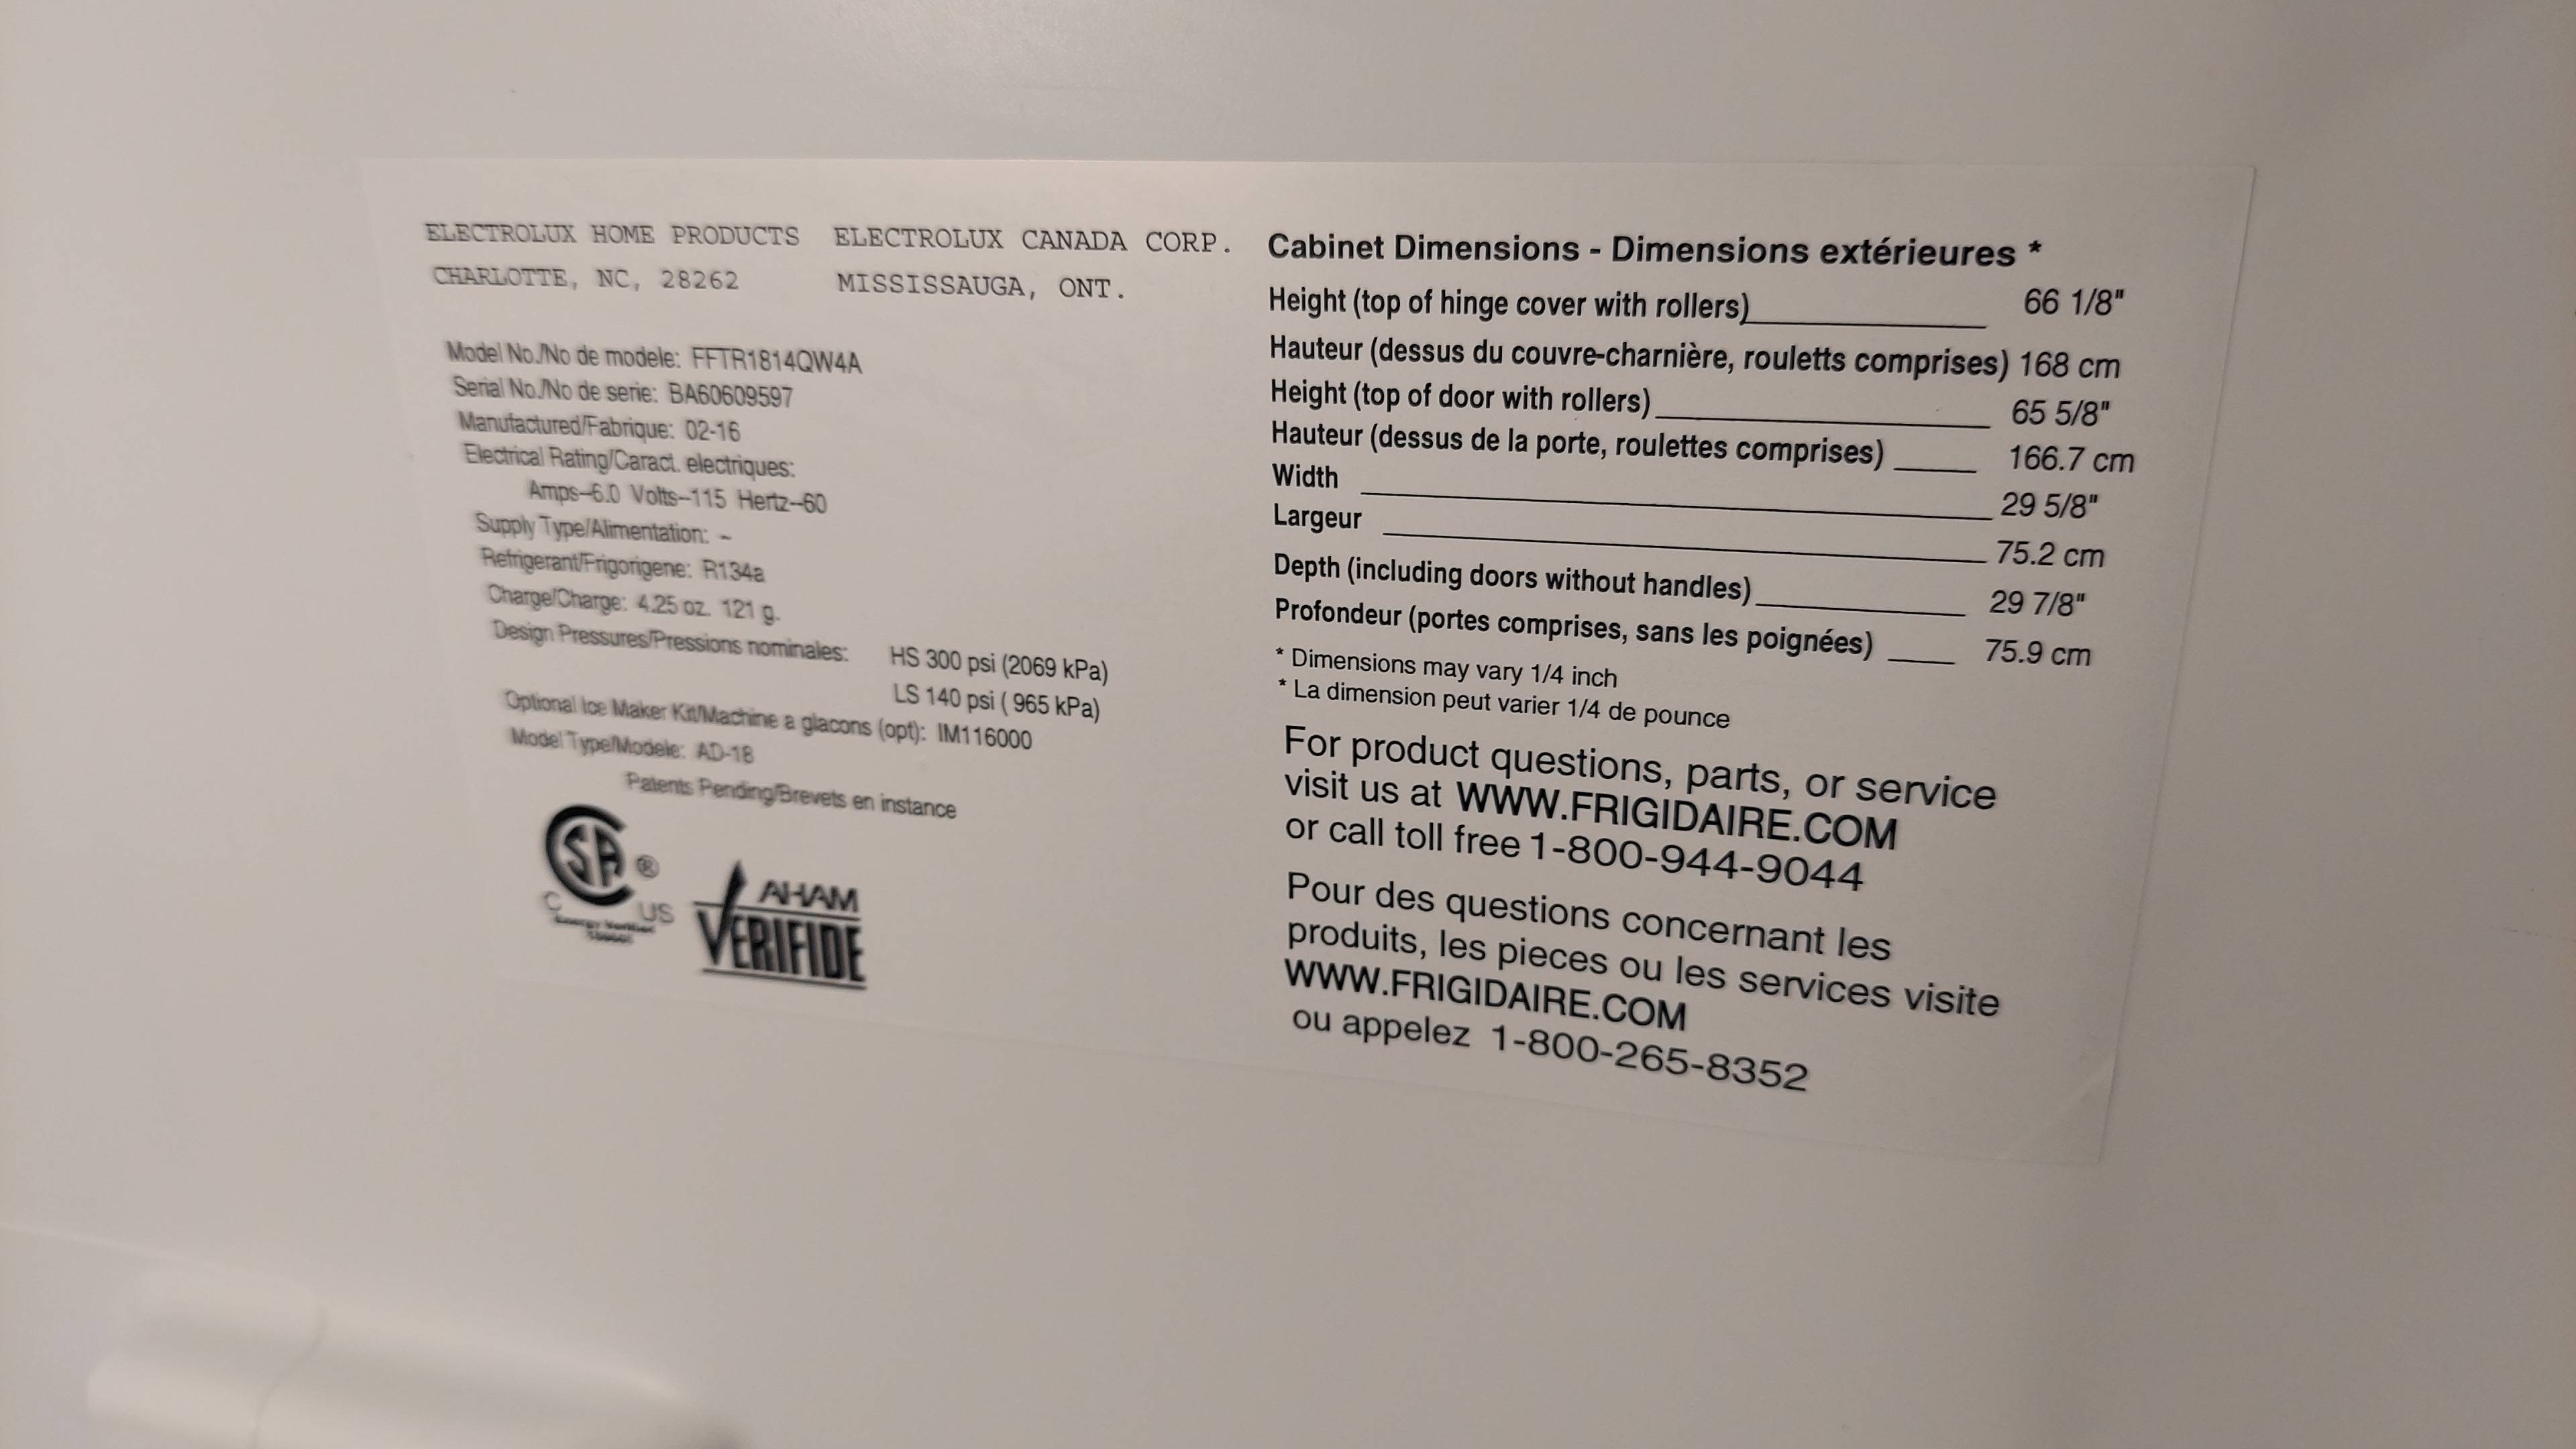 ELECTROLUX HOME PRODUCTS ELECTROLUX CANADA CORP.
CHARLOTTE, NC, 28262 MISSISSAUGA, ONT.
Model No./No de modele: FFTR1814QW4A
Serial No./No de serie: BA60609597
Manufactured/Fabrique: 02-16
Electrical Rating/Caract. electriques:
Amps--6.0 Volts--115 Hertz--60
Supply Type/Alimentation: ~
Refrigerant/Frigorigene: R134a
Charge/Charge: 4.25 oz. 121 g.
Design Pressures/Pressions nominales: HS 300 psi (2069 kPa)
LS 140 psi ( 965 kPa)
Optional Ice Maker Kit/Machine a glacons (opt): IM116000
Model Type/Modele: AD-18
Patents Pending/Brevets en instance
CSA ®
C US
Energy Verified
AHAM
VERIFIDE
Cabinet Dimensions - Dimensions extérieures *
Height (top of hinge cover with rollers) 66 1/8"
Hauteur (dessus du couvre-charnière, rouletts comprises) 168 cm
Height (top of door with rollers) 65 5/8"
Hauteur (dessus de la porte, roulettes comprises) 166.7 cm
Width 29 5/8"
Largeur 75.2 cm
Depth (including doors without handles) 29 7/8"
Profondeur (portes comprises, sans les poignées) 75.9 cm
* Dimensions may vary 1/4 inch
* La dimension peut varier 1/4 de pounce
For product questions, parts, or service
visit us at WWW.FRIGIDAIRE.COM
or call toll free 1-800-944-9044
Pour des questions concernant les
produits, les pieces ou les services visite
WWW.FRIGIDAIRE.COM
ou appelez 1-800-265-8352